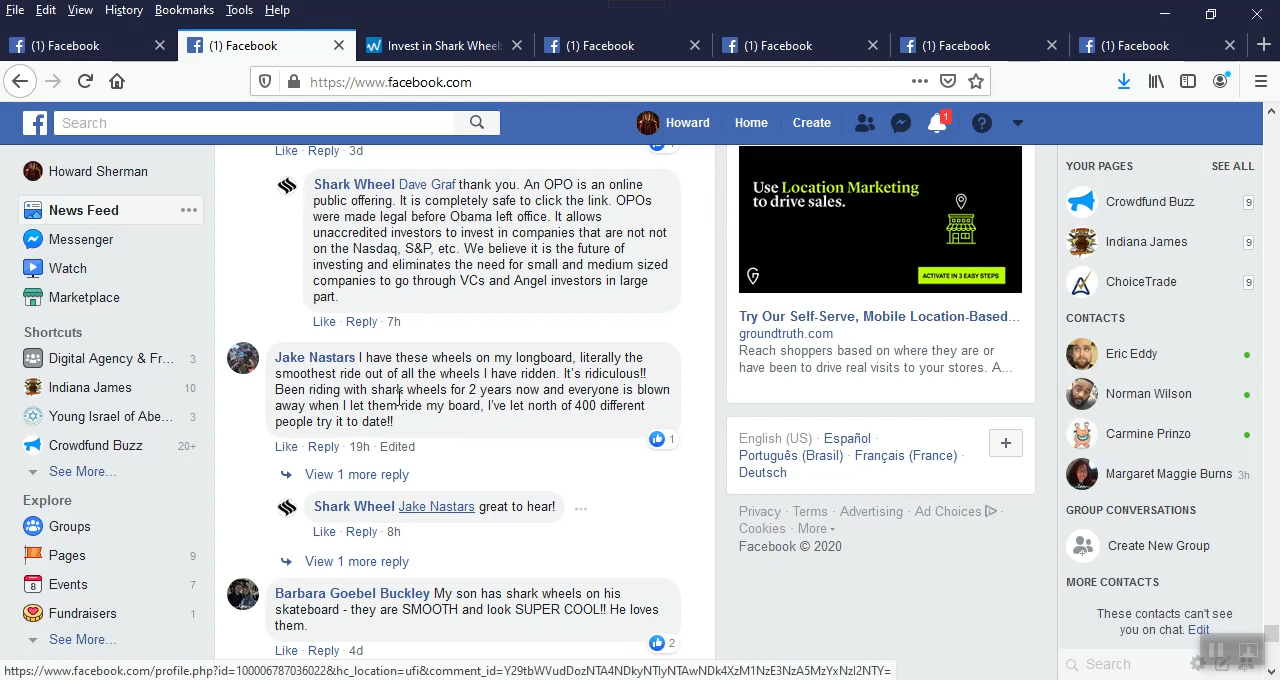 File Edit View History Bookmarks Tools Help
(1) Facebook
(1) Facebook
Invest in Shark Wheel:
(1) Facebook
(1) Facebook
(1) Facebook
(1) Facebook
https://www.facebook.com
Search
Howard Home Create
1
Howard Sherman
News Feed
Messenger
Watch
Marketplace
Shortcuts
Digital Agency & Fr... 3
Indiana James 10
Young Israel of Abe... 3
Crowdfund Buzz 20+
See More...
Explore
Groups
Pages 9
Events 7
8
Fundraisers 1
See More...
Like · Reply · 3d
Shark Wheel Dave Graf thank you. An OPO is an online
public offering. It is completely safe to click the link. OPOs
were made legal before Obama left office. It allows
unaccredited investors to invest in companies that are not not
on the Nasdaq, S&P, etc. We believe it is the future of
investing and eliminates the need for small and medium sized
companies to go through VCs and Angel investors in large
part.
Like · Reply · 7h
Jake Nastars I have these wheels on my longboard, literally the
smoothest ride out of all the wheels I have ridden. It's ridiculous!!
Been riding with shark wheels for 2 years now and everyone is blown
away when I let them ride my board, I've let north of 400 different
people try it to date!!
1
Like · Reply · 19h · Edited
View 1 more reply
Shark Wheel Jake Nastars great to hear!
Like · Reply · 8h
View 1 more reply
Barbara Goebel Buckley My son has shark wheels on his
skateboard - they are SMOOTH and look SUPER COOL!! He loves
them.
2
Like · Reply · 4d
Use Location Marketing
to drive sales.
ACTIVATE IN 3 EASY STEPS
Try Our Self-Serve, Mobile Location-Based...
groundtruth.com
Reach shoppers based on where they are or
have been to drive real visits to your stores. A...
English (US) · Español ·
Português (Brasil) · Français (France) ·
Deutsch
Privacy · Terms · Advertising · Ad Choices ·
Cookies · More
Facebook © 2020
YOUR PAGES SEE ALL
Crowdfund Buzz 9
Indiana James 9
ChoiceTrade 9
CONTACTS
Eric Eddy
Norman Wilson
Carmine Prinzo
Margaret Maggie Burns 3h
GROUP CONVERSATIONS
Create New Group
MORE CONTACTS
These contacts can't see
you on chat. Edit
Search